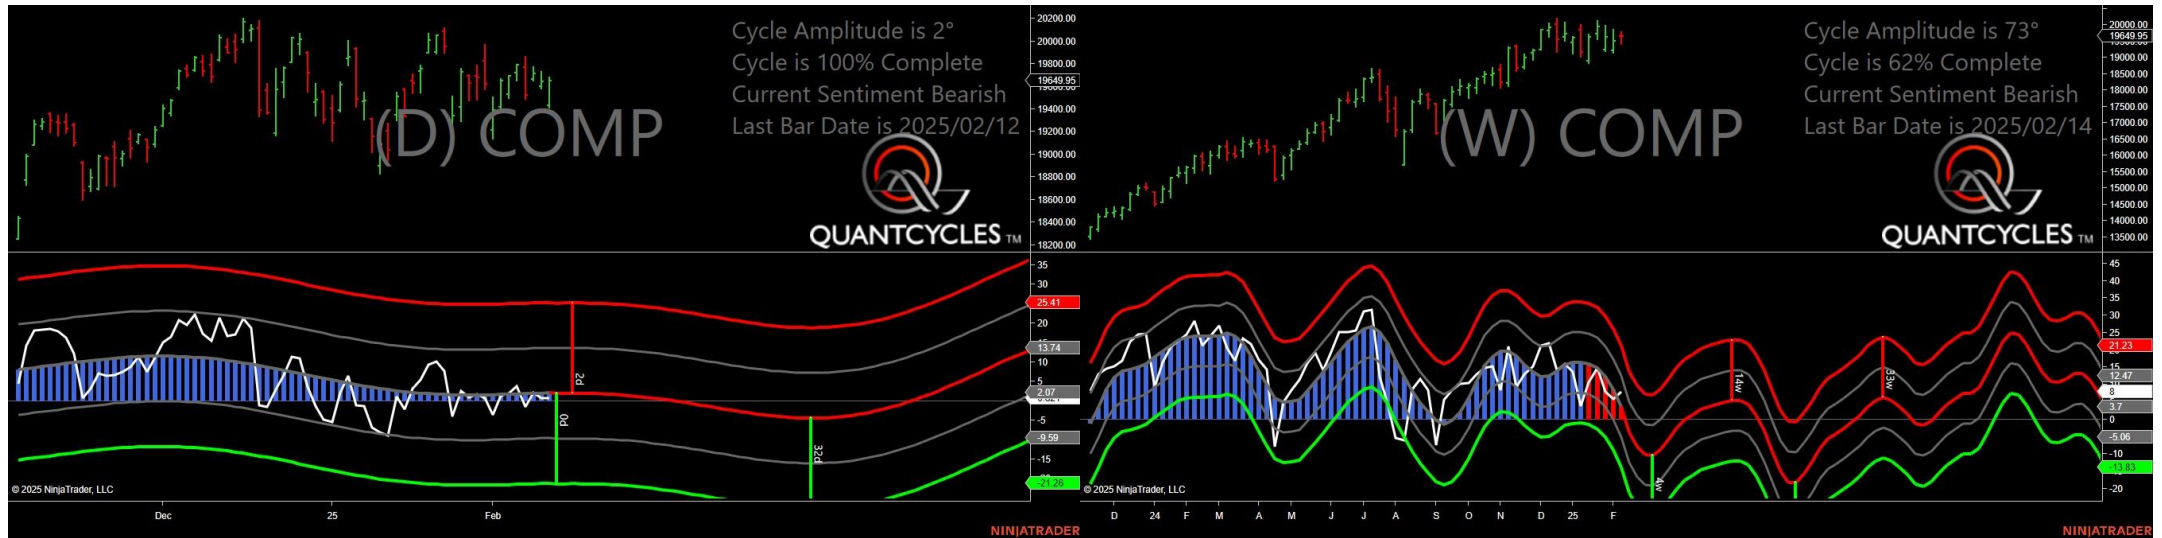 Cycle Amplitude is 2°
Cycle is 100% Complete
Current Sentiment Bearish
Last Bar Date is 2025/02/12
(D) COMP
QUANTCYCLES TM
20200.00
20000.00
19800.00
19649.95
19400.00
19200.00
19000.00
18800.00
18600.00
18400.00
18200.00
35
30
25.41
20
13.74
10
5
2.07
-5
-9.59
-15
-21.26
2d
0d
32d
© 2025 NinjaTrader, LLC
Dec
25
Feb
NINJATRADER
Cycle Amplitude is 73°
Cycle is 62% Complete
Current Sentiment Bearish
Last Bar Date is 2025/02/14
(W) COMP
QUANTCYCLES TM
20000.00
19649.95
18500.00
18000.00
17500.00
17000.00
16500.00
16000.00
15500.00
15000.00
14500.00
14000.00
13500.00
45
40
35
30
25
21.23
12.47
8
3.7
0
-5.06
-10
-13.83
-20
14w
33w
4w
© 2025 NinjaTrader, LLC
D
24
F
M
A
M
J
J
A
S
O
N
D
25
F
NINJATRADER